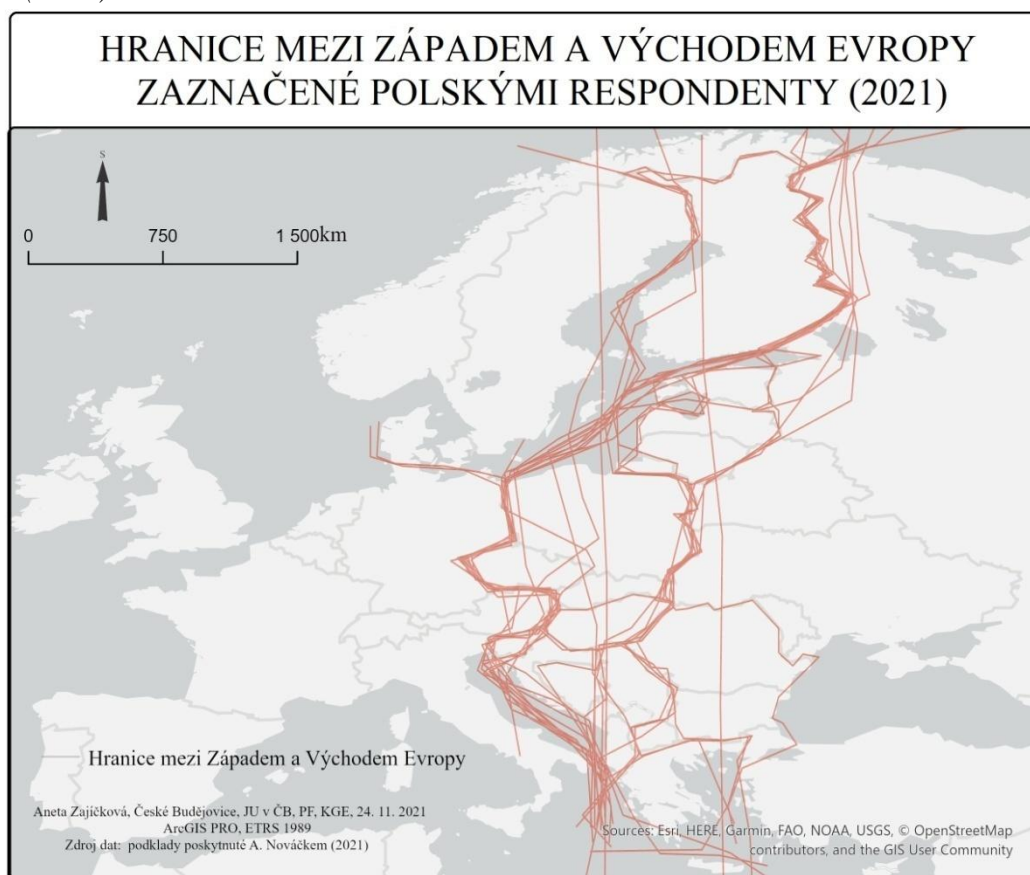 HRANICE MEZI ZÁPADEM A VÝCHODEM EVROPY
ZAZNAČENÉ POLSKÝMI RESPONDENTY (2021)
S
0 750 1 500km
Hranice mezi Západem a Východem Evropy
Aneta Zajíčková, České Budějovice, JU v ČB, PF, KGE, 24. 11. 2021
ArcGIS PRO, ETRS 1989
Zdroj dat: podklady poskytnuté A. Nováčkem (2021)
Sources: Esri, HERE, Garmin, FAO, NOAA, USGS, © OpenStreetMap
contributors, and the GIS User Community